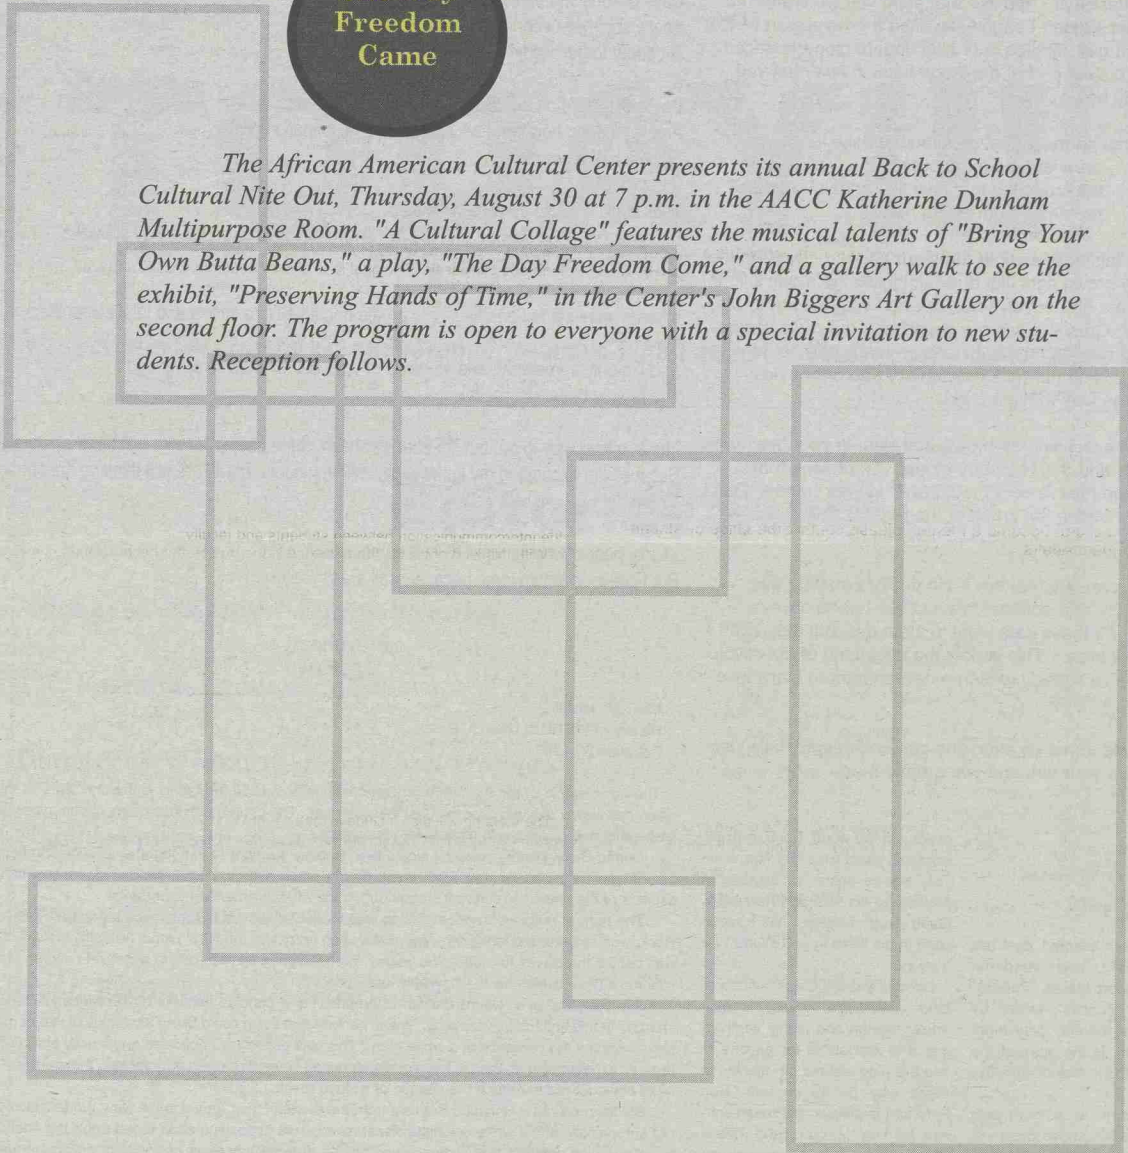 Freedom
Came
The African American Cultural Center presents its annual Back to School
Cultural Nite Out, Thursday, August 30 at 7 p.m. in the AACC Katherine Dunham
Multipurpose Room. "A Cultural Collage" features the musical talents of "Bring Your
Own Butta Beans," a play, "The Day Freedom Come," and a gallery walk to see the
exhibit, "Preserving Hands of Time," in the Center's John Biggers Art Gallery on the
second floor. The program is open to everyone with a special invitation to new stu-
dents. Reception follows.